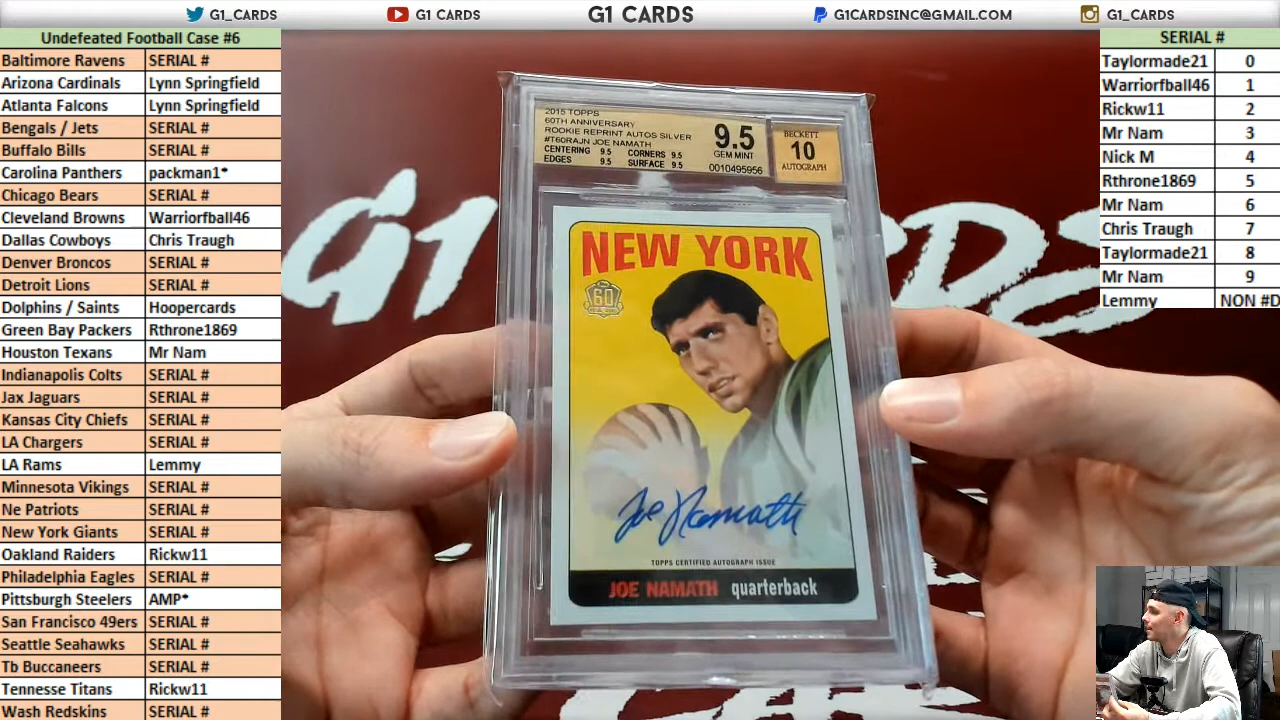 G1_CARDS
G1 CARDS
G1 CARDS
G1CARDSINC@GMAIL.COM
G1_CARDS
Undefeated Football Case #6
Baltimore Ravens SERIAL #
Arizona Cardinals Lynn Springfield
Atlanta Falcons Lynn Springfield
Bengals / Jets SERIAL #
Buffalo Bills SERIAL #
Carolina Panthers packman1*
Chicago Bears SERIAL #
Cleveland Browns Warriorfball46
Dallas Cowboys Chris Traugh
Denver Broncos SERIAL #
Detroit Lions SERIAL #
Dolphins / Saints Hoopercards
Green Bay Packers Rthrone1869
Houston Texans Mr Nam
Indianapolis Colts SERIAL #
Jax Jaguars SERIAL #
Kansas City Chiefs SERIAL #
LA Chargers SERIAL #
LA Rams Lemmy
Minnesota Vikings SERIAL #
Ne Patriots SERIAL #
New York Giants SERIAL #
Oakland Raiders Rickw11
Philadelphia Eagles SERIAL #
Pittsburgh Steelers AMP*
San Francisco 49ers SERIAL #
Seattle Seahawks SERIAL #
Tb Buccaneers SERIAL #
Tennesse Titans Rickw11
Wash Redskins SERIAL #
2015 TOPPS
60TH ANNIVERSARY
ROOKIE REPRINT AUTOS SILVER
#T60RAJN JOE NAMATH
CENTERING 9.5 CORNERS 9.5
EDGES 9.5 SURFACE 9.5
9.5
GEM MINT
0010495956
BECKETT
10
AUTOGRAPH
NEW YORK
60
Joe Namath
TOPPS CERTIFIED AUTOGRAPH ISSUE
JOE NAMATH quarterback
G1
SERIAL #
Taylormade21 0
Warriorfball46 1
Rickw11 2
Mr Nam 3
Nick M 4
Rthrone1869 5
Mr Nam 6
Chris Traugh 7
Taylormade21 8
Mr Nam 9
Lemmy NON #D